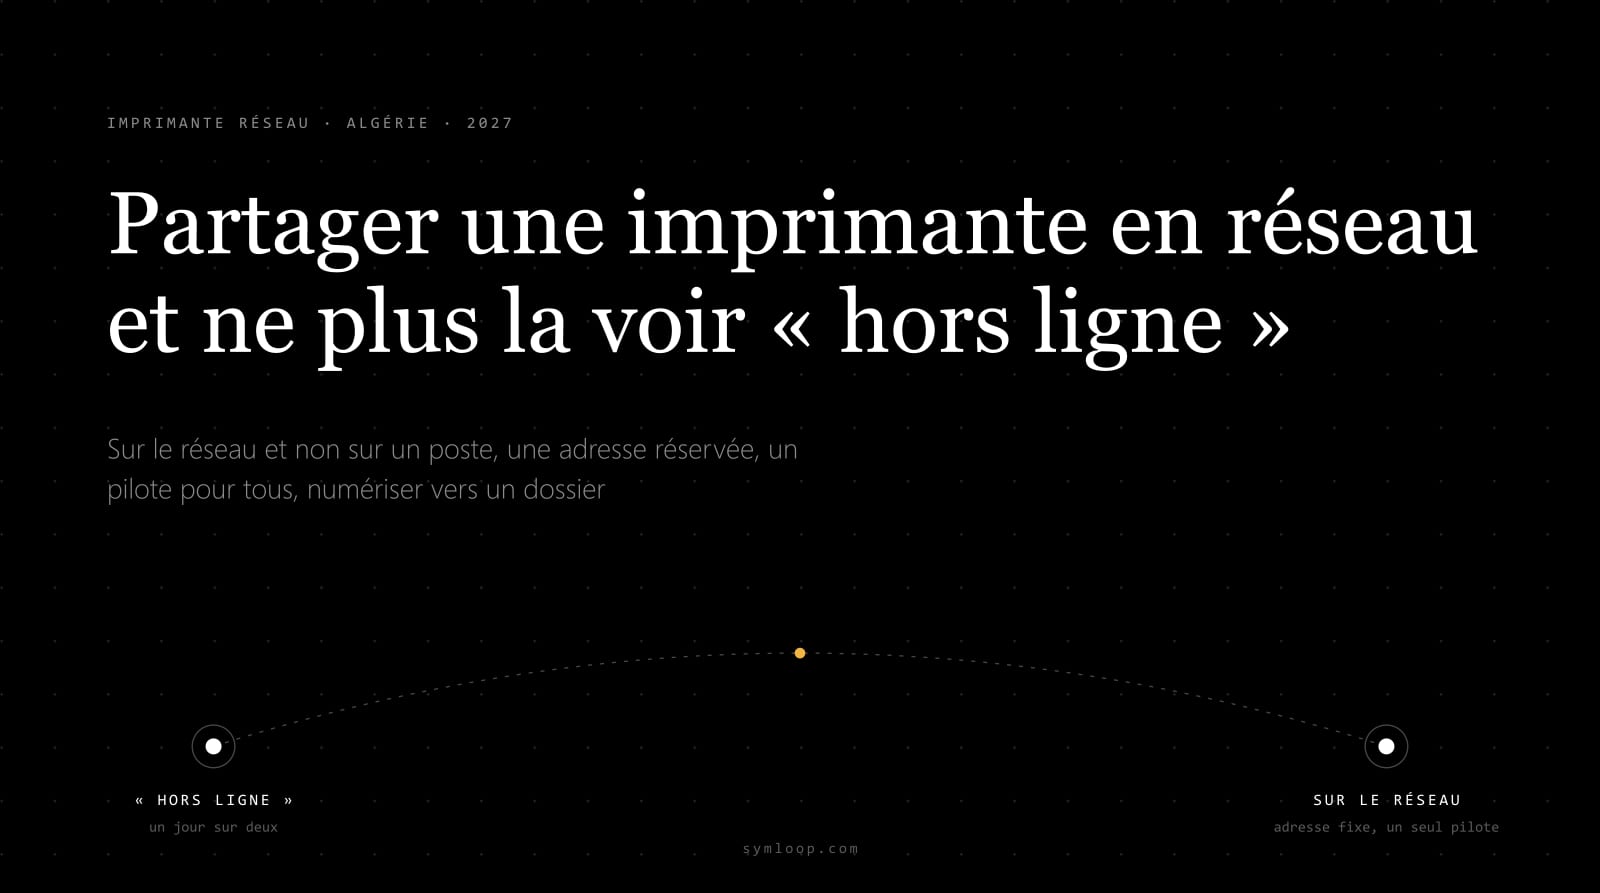 IMPRIMANTE RÉSEAU · ALGÉRIE · 2027
Partager une imprimante en réseau
et ne plus la voir « hors ligne »
Sur le réseau et non sur un poste, une adresse réservée, un
pilote pour tous, numériser vers un dossier
« HORS LIGNE »
un jour sur deux
SUR LE RÉSEAU
adresse fixe, un seul pilote
symloop.com